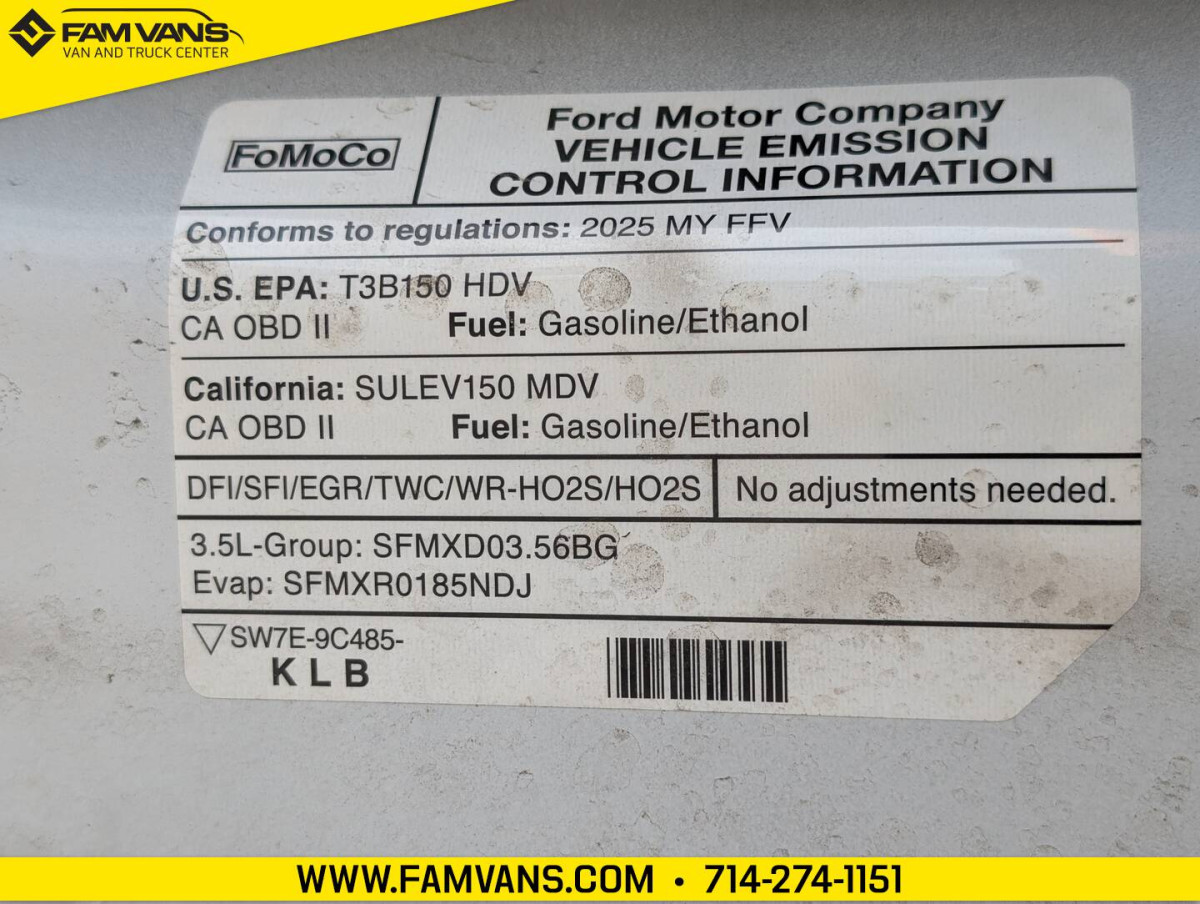 FAM VANS
VAN AND TRUCK CENTER
FoMoCo
Ford Motor Company
VEHICLE EMISSION
CONTROL INFORMATION
Conforms to regulations: 2025 MY FFV
U.S. EPA: T3B150 HDV
CA OBD II Fuel: Gasoline/Ethanol
California: SULEV150 MDV
CA OBD II Fuel: Gasoline/Ethanol
DFI/SFI/EGR/TWC/WR-HO2S/HO2S No adjustments needed.
3.5L-Group: SFMXD03.56BG
Evap: SFMXR0185NDJ
SW7E-9C485-
K L B
WWW.FAMVANS.COM • 714-274-1151